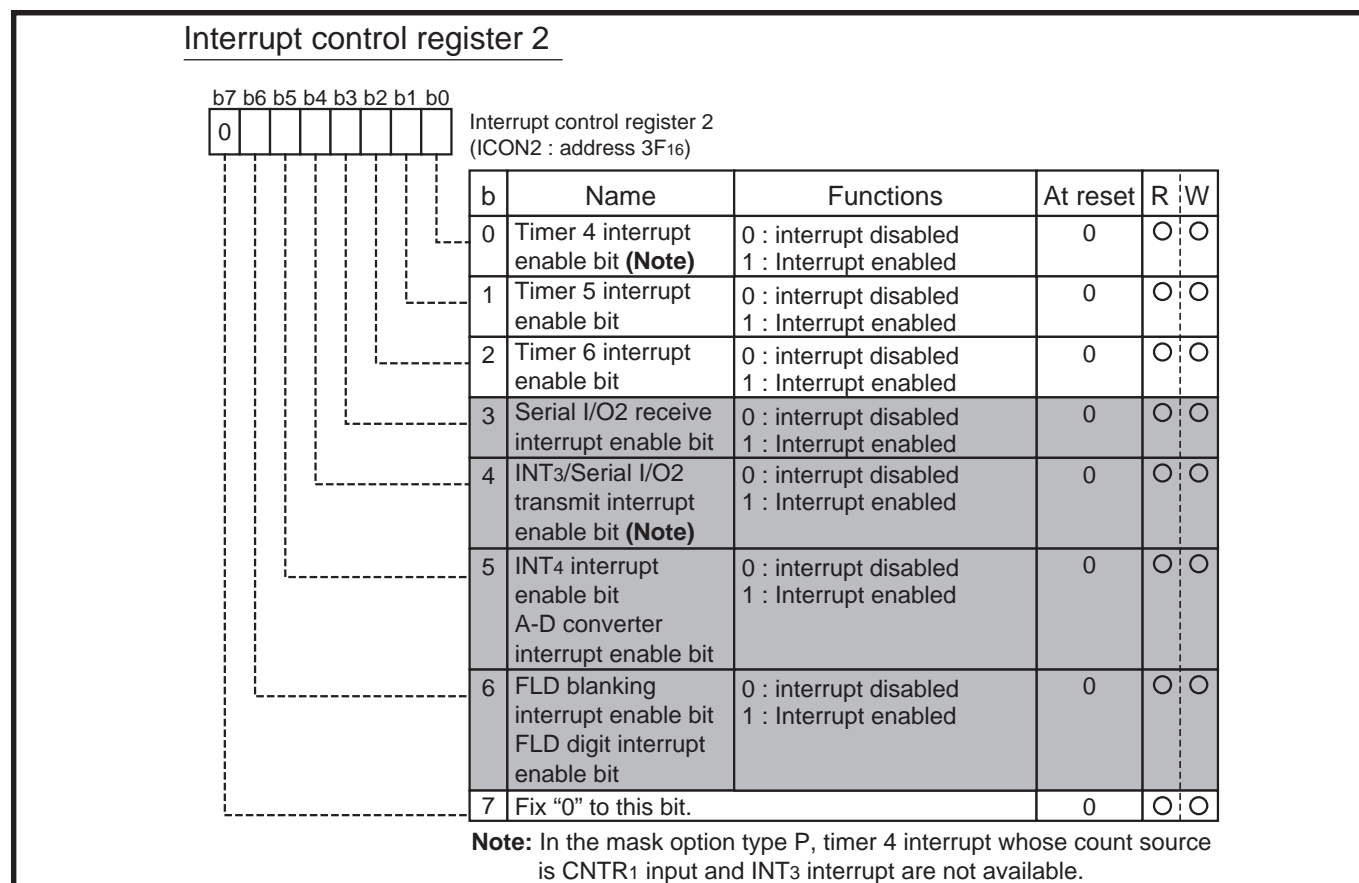 Interrupt control register 2
b7 b6 b5 b4 b3 b2 b1 b0
0
Interrupt control register 2
(ICON2 : address 3F16)
b Name Functions At reset R W
0 Timer 4 interrupt enable bit (Note) 0 : interrupt disabled 1 : Interrupt enabled 0 O O
1 Timer 5 interrupt enable bit 0 : interrupt disabled 1 : Interrupt enabled 0 O O
2 Timer 6 interrupt enable bit 0 : interrupt disabled 1 : Interrupt enabled 0 O O
3 Serial I/O2 receive interrupt enable bit 0 : interrupt disabled 1 : Interrupt enabled 0 O O
4 INT3/Serial I/O2 transmit interrupt enable bit (Note) 0 : interrupt disabled 1 : Interrupt enabled 0 O O
5 INT4 interrupt enable bit A-D converter interrupt enable bit 0 : interrupt disabled 1 : Interrupt enabled 0 O O
6 FLD blanking interrupt enable bit FLD digit interrupt enable bit 0 : interrupt disabled 1 : Interrupt enabled 0 O O
7 Fix “0” to this bit. 0 O O
Note: In the mask option type P, timer 4 interrupt whose count source
is CNTR1 input and INT3 interrupt are not available.